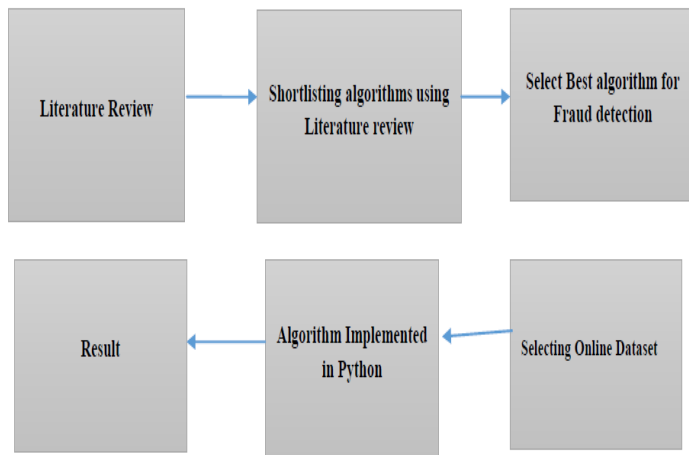 Literature Review
Shortlisting algorithms using
Literature review
Select Best algorithm for
Fraud detection
Selecting Online Dataset
Algorithm Implemented
in Python
Result